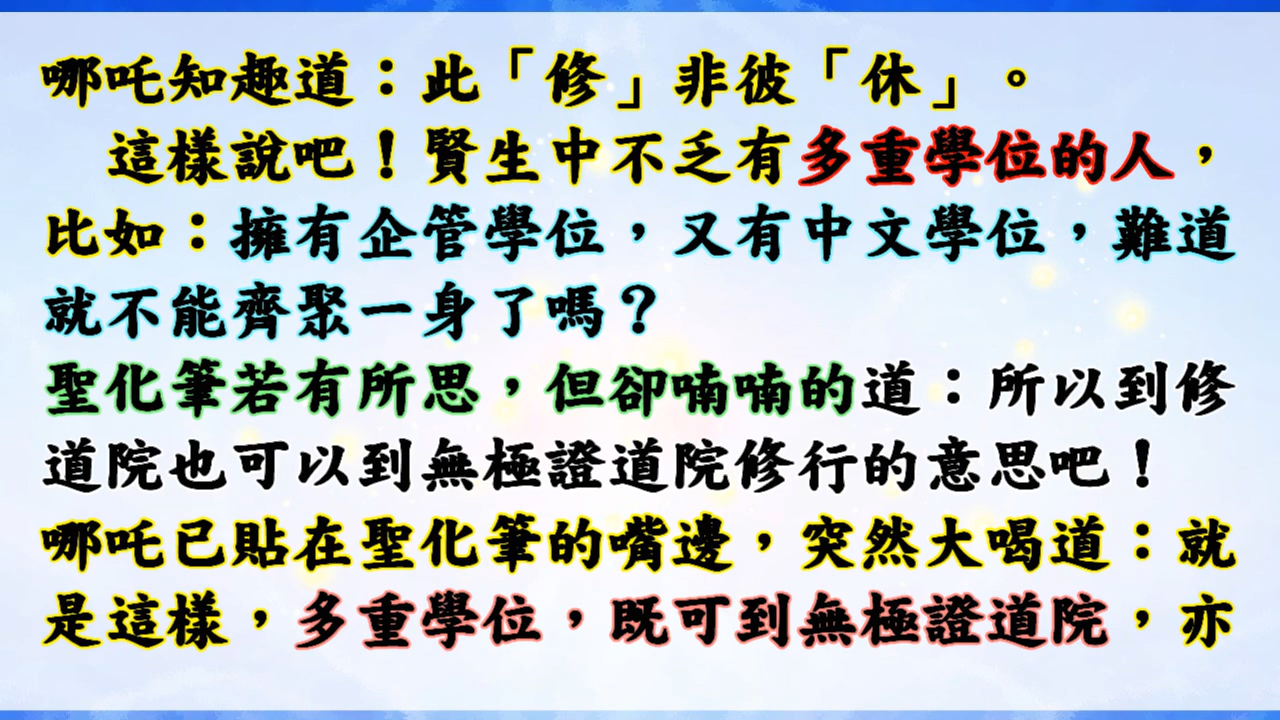 哪吒知趣道：此「修」非彼「休」。
這樣說吧！賢生中不乏有多重學位的人，
比如：擁有企管學位，又有中文學位，難道
就不能齊聚一身了嗎？
聖化筆若有所思，但卻喃喃的道：所以到修
道院也可以到無極證道院修行的意思吧！
哪吒已貼在聖化筆的嘴邊，突然大喝道：就
是這樣，多重學位，既可到無極證道院，亦